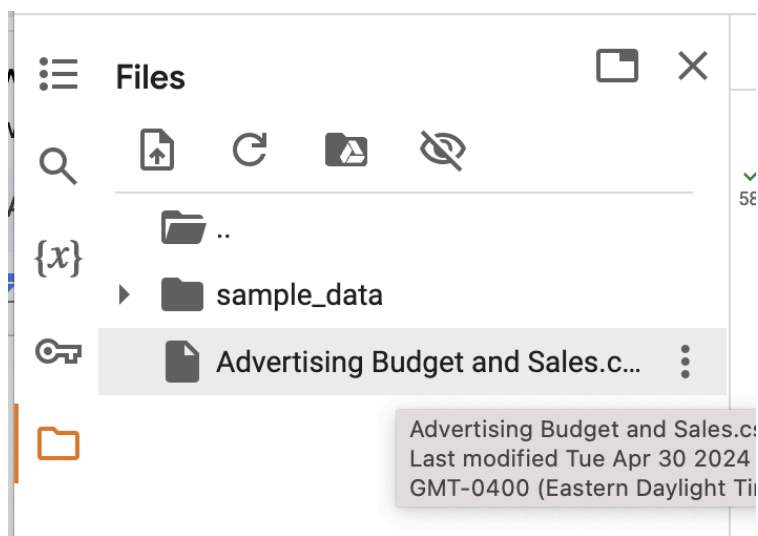 Files
..
sample_data
{x}
Advertising Budget and Sales.c...
Advertising Budget and Sales.cs
Last modified Tue Apr 30 2024
GMT-0400 (Eastern Daylight Ti
58